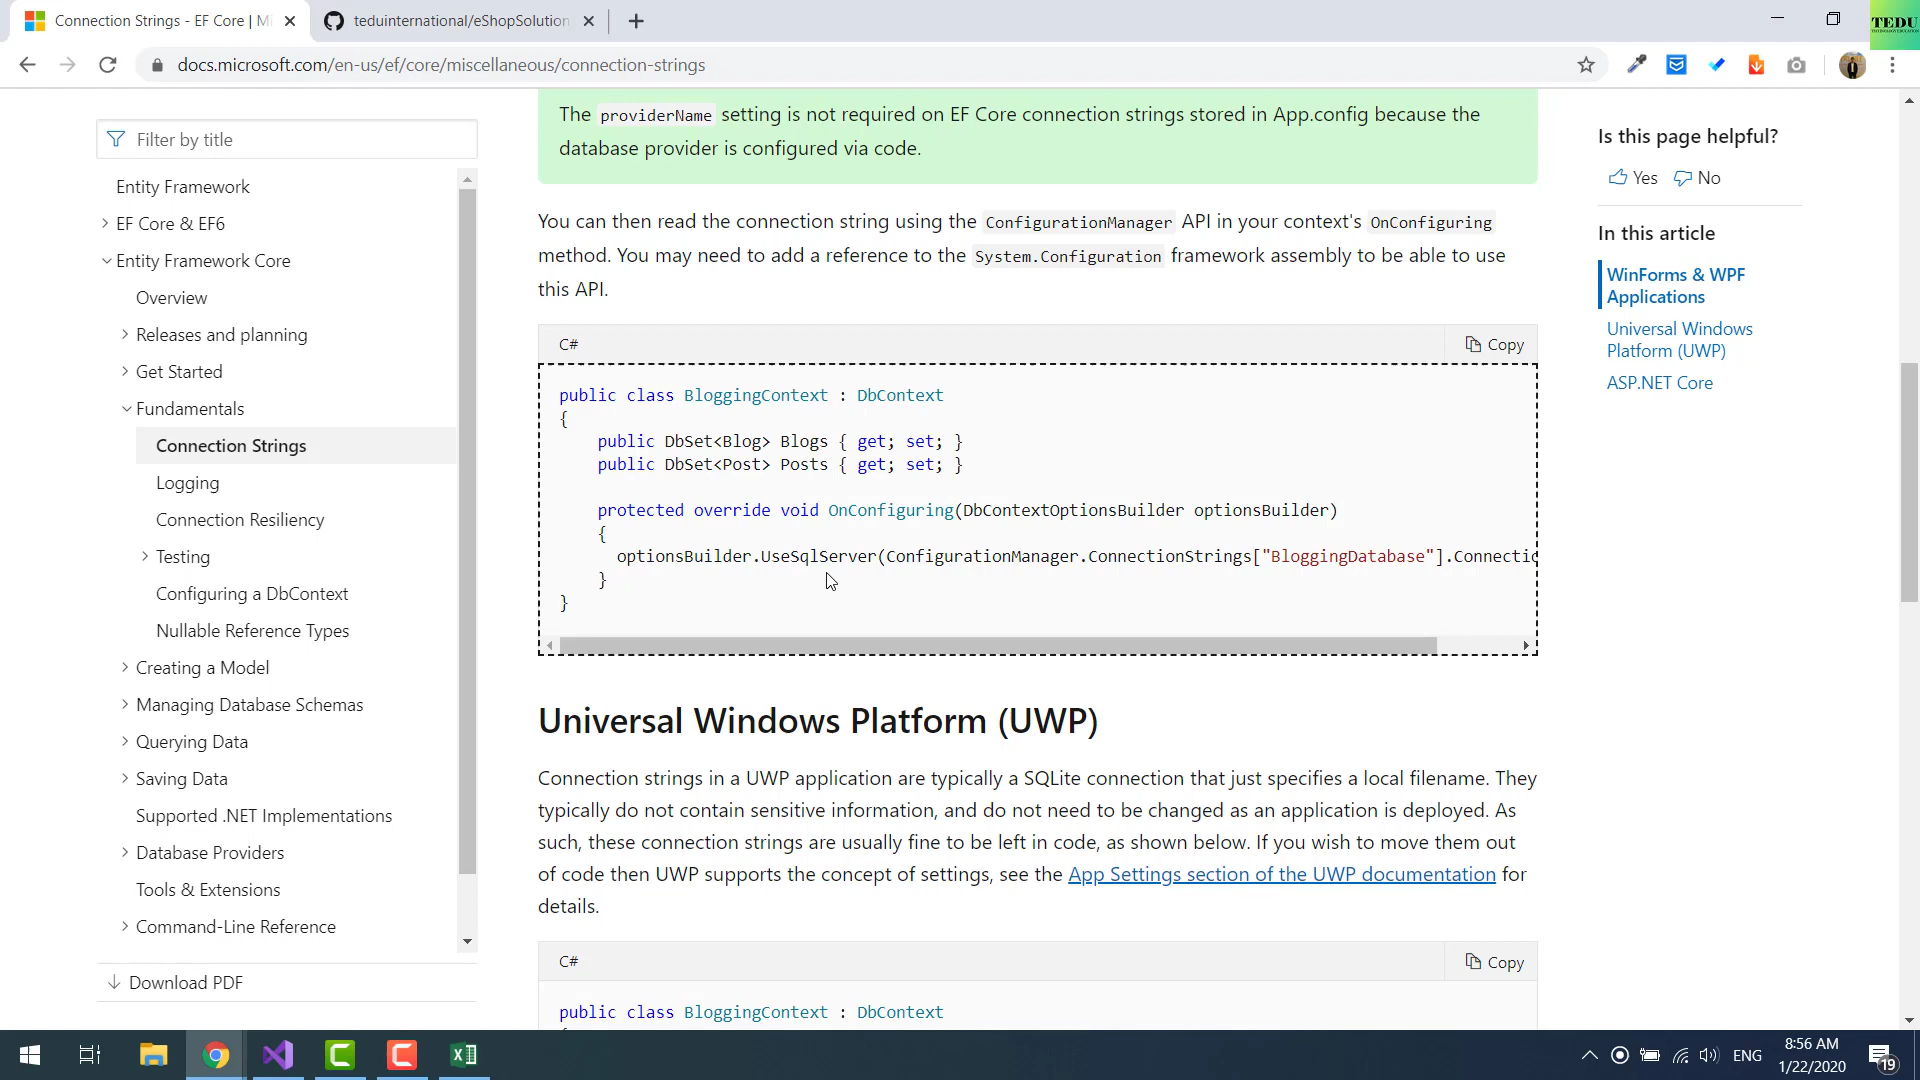 Connection Strings - EF Core | M
teduinternational/eShopSolution
TEDU
docs.microsoft.com/en-us/ef/core/miscellaneous/connection-strings
Filter by title
Entity Framework
EF Core & EF6
Entity Framework Core
Overview
Releases and planning
Get Started
Fundamentals
Connection Strings
Logging
Connection Resiliency
Testing
Configuring a DbContext
Nullable Reference Types
Creating a Model
Managing Database Schemas
Querying Data
Saving Data
Supported .NET Implementations
Database Providers
Tools & Extensions
Command-Line Reference
Download PDF
The providerName setting is not required on EF Core connection strings stored in App.config because the
database provider is configured via code.
You can then read the connection string using the ConfigurationManager API in your context's OnConfiguring
method. You may need to add a reference to the System.Configuration framework assembly to be able to use
this API.
C#
Copy
public class BloggingContext : DbContext
{
public DbSet<Blog> Blogs { get; set; }
public DbSet<Post> Posts { get; set; }
protected override void OnConfiguring(DbContextOptionsBuilder optionsBuilder)
{
optionsBuilder.UseSqlServer(ConfigurationManager.ConnectionStrings["BloggingDatabase"].Connectio
}
}
Universal Windows Platform (UWP)
Connection strings in a UWP application are typically a SQLite connection that just specifies a local filename. They
typically do not contain sensitive information, and do not need to be changed as an application is deployed. As
such, these connection strings are usually fine to be left in code, as shown below. If you wish to move them out
of code then UWP supports the concept of settings, see the App Settings section of the UWP documentation for
details.
C#
Copy
public class BloggingContext : DbContext
Is this page helpful?
Yes No
In this article
WinForms & WPF
Applications
Universal Windows
Platform (UWP)
ASP.NET Core
ENG
8:56 AM
1/22/2020
19